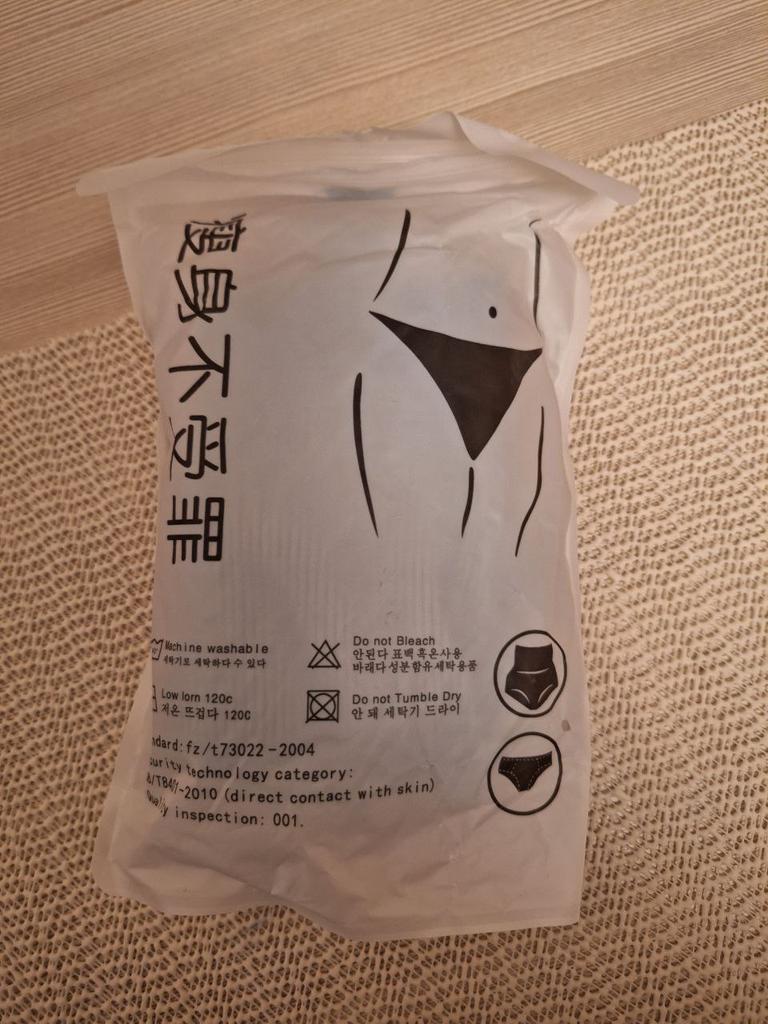 瘦身不受罪
Machine washable
세탁기로 세탁하다 수 있다
Do not Bleach
안된다 표백 혹은사용
바래다 성분함유세탁용품
Low lorn 120c
저온 뜨겁다 120C
Do not Tumble Dry
안 돼 세탁기 드라이
ndard: fz/t73022-2004
urity technology category:
-2010 (direct contact with skin)
inspection: 001.